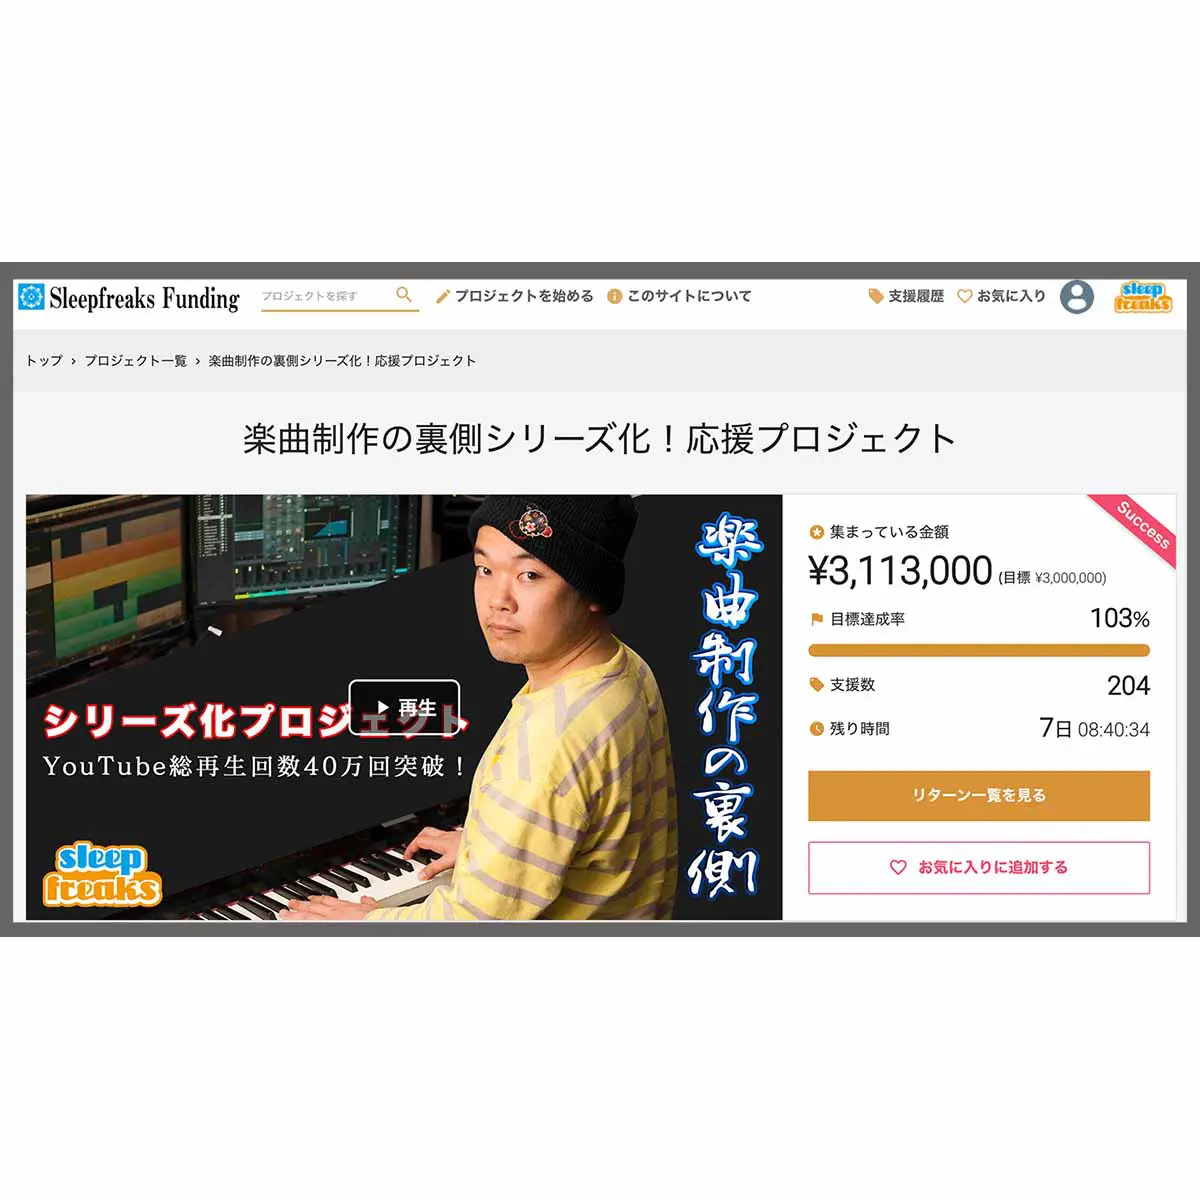 Sleepfreaks Funding
プロジェクトを探す
プロジェクトを始める
このサイトについて
支援履歴
お気に入り
sleep
freaks
トップ › プロジェクト一覧 › 楽曲制作の裏側シリーズ化！応援プロジェクト
楽曲制作の裏側シリーズ化！応援プロジェクト
楽曲制作の裏側
シリーズ化プロジェクト
再生
YouTube総再生回数40万回突破！
sleep
freaks
Success
集まっている金額
¥3,113,000 (目標 ¥3,000,000)
目標達成率 103%
支援数 204
残り時間 7日 08:40:34
リターン一覧を見る
お気に入りに追加する